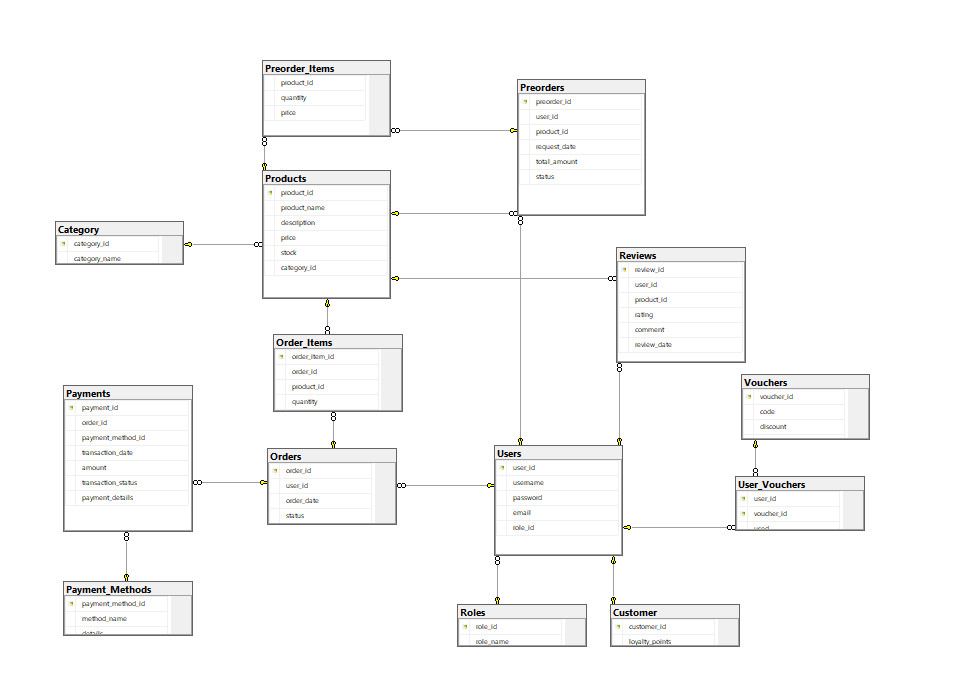 Preorder_Items
product_id
quantity
price
Preorders
preorder_id
user_id
product_id
request_date
total_amount
status
Products
product_id
product_name
description
price
stock
category_id
Category
category_id
category_name
Reviews
review_id
user_id
product_id
rating
comment
review_date
Order_Items
order_item_id
order_id
product_id
quantity
Payments
payment_id
order_id
payment_method_id
transaction_date
amount
transaction_status
payment_details
Vouchers
voucher_id
code
discount
Orders
order_id
user_id
order_date
status
Users
user_id
username
password
email
role_id
User_Vouchers
user_id
voucher_id
used
Payment_Methods
payment_method_id
method_name
details
Roles
role_id
role_name
Customer
customer_id
loyalty_points